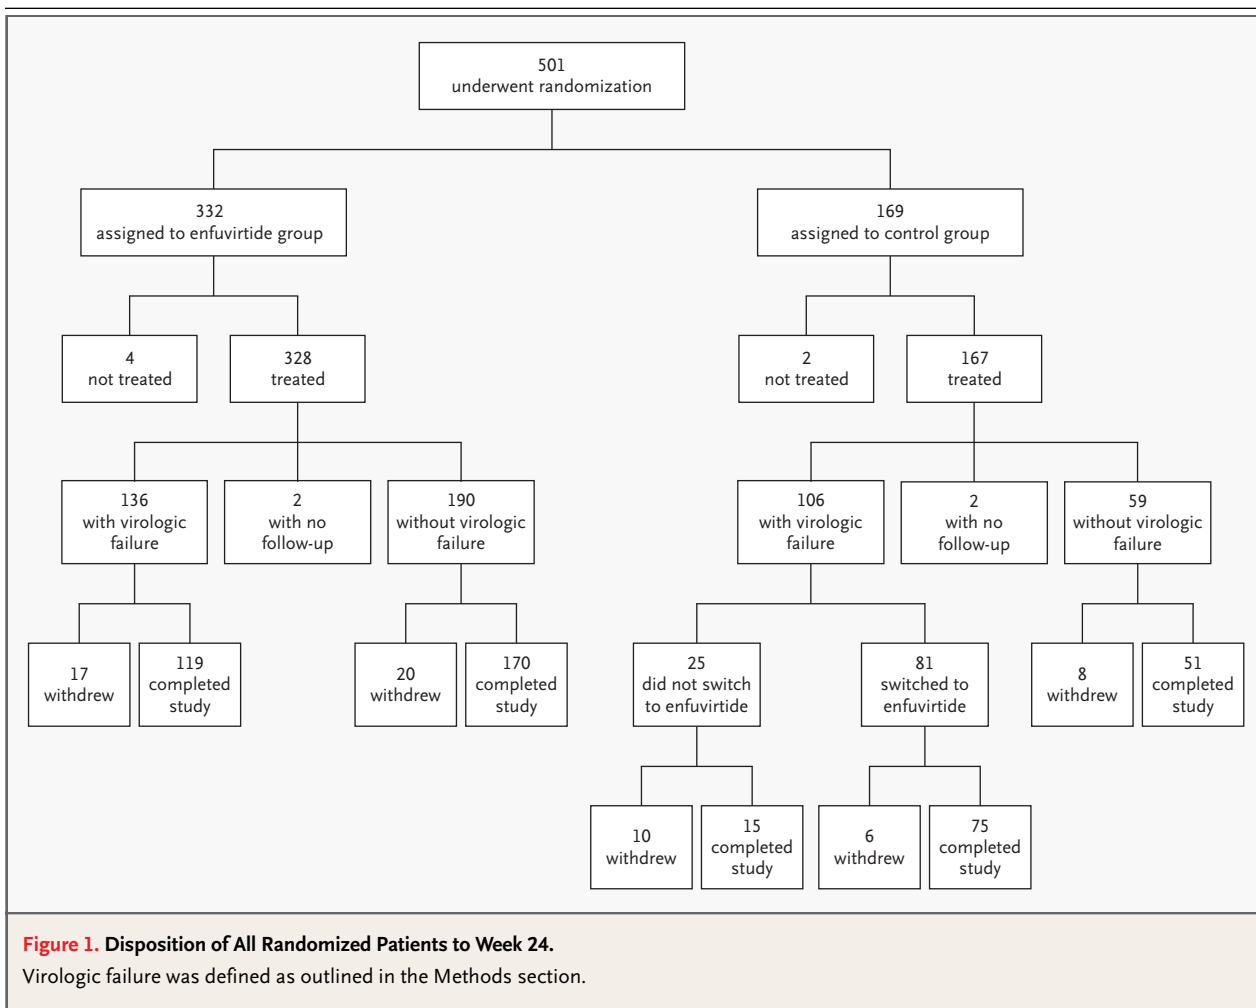 501
underwent randomization
332
assigned to enfuvirtide group
169
assigned to control group
4
not treated
328
treated
2
not treated
167
treated
136
with virologic
failure
2
with no
follow-up
190
without virologic
failure
106
with virologic
failure
2
with no
follow-up
59
without virologic
failure
17
withdrew
119
completed
study
20
withdrew
170
completed
study
25
did not switch
to enfuvirtide
81
switched to
enfuvirtide
8
withdrew
51
completed
study
10
withdrew
15
completed
study
6
withdrew
75
completed
study
Figure 1. Disposition of All Randomized Patients to Week 24.
Virologic failure was defined as outlined in the Methods section.